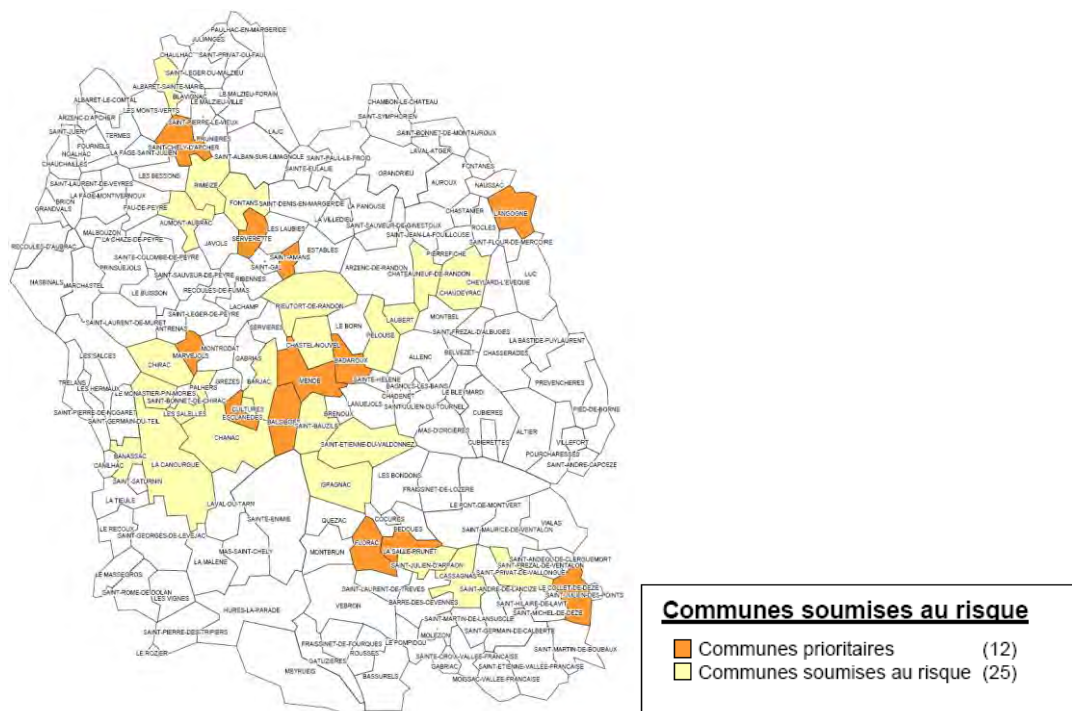 PAULHAC-EN-MARGERIDE
JULIANGES
CHAULHAC
SAINT-PRIVAT-DU-FAU
SAINT-LEGER-DU-MALZIEU
ALBARET-SAINTE-MARIE
BLAVIGNAC
LE MALZIEU-FORAIN
ALBARET-LE-COMTAL
LES MONTS-VERTS
LE MALZIEU-VILLE
CHAMBON-LE-CHATEAU
ARZENC-D'APCHER
SAINT-PIERRE-LE-VIEUX
SAINT-SYMPHORIEN
SAINT-JUERY
TERMES
LAJO
SAINT-BONNET-DE-MONTAUROUX
FOURNELS
SAINT-CHELY-D'APCHER
NOALHAC
LA FAGE-SAINT-JULIEN
SAINT-ALBAN-SUR-LIMAGNOLE
SAINT-PAUL-LE-FROID
LAVAL-ATGER
CHAUCHAILLES
SAINTE-EULALIE
FONTANES
LES BESSONS
GRANDRIEU
SAINT-LAURENT-DE-VEYRES
RIMEIZE
AUROUX
NAUSSAC
LA FAGE-MONTIVERNOUX
BRION
GRANDVALS
FAU-DE-PEYRE
FONTANS
SAINT-DENIS-EN-MARGERIDE
LA PANOUSE
CHASTANIER
LANGOGNE
LA VILLEDIEU
AUMONT-AUBRAC
LES LAUBIES
SAINT-SAUVEUR-DE-GINESTOUX
ROCLES
MALBOUZON
SERVERETTE
SAINT-JEAN-LA-FOUILLOUSE
LA CHAZE-DE-PEYRE
JAVOLS
SAINT-FLOUR-DE-MERCOIRE
RECOULES-D'AUBRAC
ESTABLES
PIERREFICHE
SAINTE-COLOMBE-DE-PEYRE
SAINT-AMANS
SAINT-GAL
ARZENC-DE-RANDON
LUC
PRINSUEJOLS
SAINT-SAUVEUR-DE-PEYRE
CHATEAUNEUF-DE-RANDON
CHEYLARD-L'EVEQUE
NASBINALS
MARCHASTEL
RIBENNES
RECOULES-DE-FUMAS
CHAUDEYRAC
LE BUISSON
LACHAMP
RIEUTORT-DE-RANDON
SAINT-LEGER-DE-PEYRE
MONTBEL
SAINT-LAURENT-DE-MURET
LAUBERT
ANTRENAS
SERVIERES
LE BORN
PELOUSE
SAINT-FREZAL-D'ALBUGES
LA BASTIDE-PUYLAURENT
CHASTEL-NOUVEL
MARVEJOLS
MONTRODAT
BELVEZET
CHASSERADES
LES SALCES
GABRIAS
BADAROUX
ALLENC
CHIRAC
TRELANS
GREZES
BARJAC
MENDE
SAINTE-HELENE
BAGNOLS-LES-BAINS
PREVENCHERES
LES HERMAUX
PALHERS
LE MONASTIER-PIN-MORIES
CHADENET
LE BLEYMARD
SAINT-BONNET-DE-CHIRAC
LANUEJOLS
SAINT-PIERRE-DE-NOGARET
CULTURES
BRENOUX
SAINT-JULIEN-DU-TOURNEL
PIED-DE-BORNE
LES SALELLES
ESCLANEDES
BALSIEGES
CUBIERES
SAINT-GERMAIN-DU-TEIL
SAINT-BAUZILE
MAS-D'ORCIERES
ALTIER
CHANAC
CUBIERETTES
VILLEFORT
SAINT-ETIENNE-DU-VALDONNEZ
POURCHARESSES
BANASSAC
CANILHAC
LA CANOURGUE
SAINT-ANDRE-CAPCEZE
SAINT-SATURNIN
ISPAGNAC
LES BONDONS
FRAISSINET-DE-LOZERE
LA TIEULE
LAVAL-DU-TARN
LE PONT-DE-MONTVERT
SAINTE-ENIMIE
QUEZAC
COCURES
LE RECOUX
VIALAS
SAINT-GEORGES-DE-LEVEJAC
BEDOUES
SAINT-MAURICE-DE-VENTALON
FLORAC
MAS-SAINT-CHELY
MONTBRUN
LA SALLE-PRUNET
LA MALENE
SAINT-ANDEOL-DE-CLERGUEMORT
SAINT-JULIEN-D'ARPAON
SAINT-FREZAL-DE-VENTALON
SAINT-PRIVAT-DE-VALLONGUE
LE MASSEGROS
CASSAGNAS
SAINT-LAURENT-DE-TREVES
SAINT-ANDRE-DE-LANCIZE
LE COLLET-DE-DEZE
SAINT-ROME-DE-DOLAN
SAINT-JULIEN-DES-POINTS
LES VIGNES
BARRE-DES-CEVENNES
SAINT-HILAIRE-DE-LAVIT
VEBRON
HURES-LA-PARADE
SAINT-MICHEL-DE-DEZE
SAINT-MARTIN-DE-LANSUSCLE
SAINT-PIERRE-DES-TRIPIERS
SAINT-GERMAIN-DE-CALBERTE
MOLEZON
FRAISSINET-DE-FOURQUES
LE POMPIDOU
LE ROZIER
ROUSSES
SAINTE-CROIX-VALLEE-FRANCAISE
SAINT-MARTIN-DE-BOUBAUX
GATUZIERES
GABRIAC
SAINT-ETIENNE-VALLEE-FRANCAISE
MEYRUEIS
BASSURELS
MOISSAC-VALLEE-FRANCAISE
Communes soumises au risque
Communes prioritaires (12)
Communes soumises au risque (25)